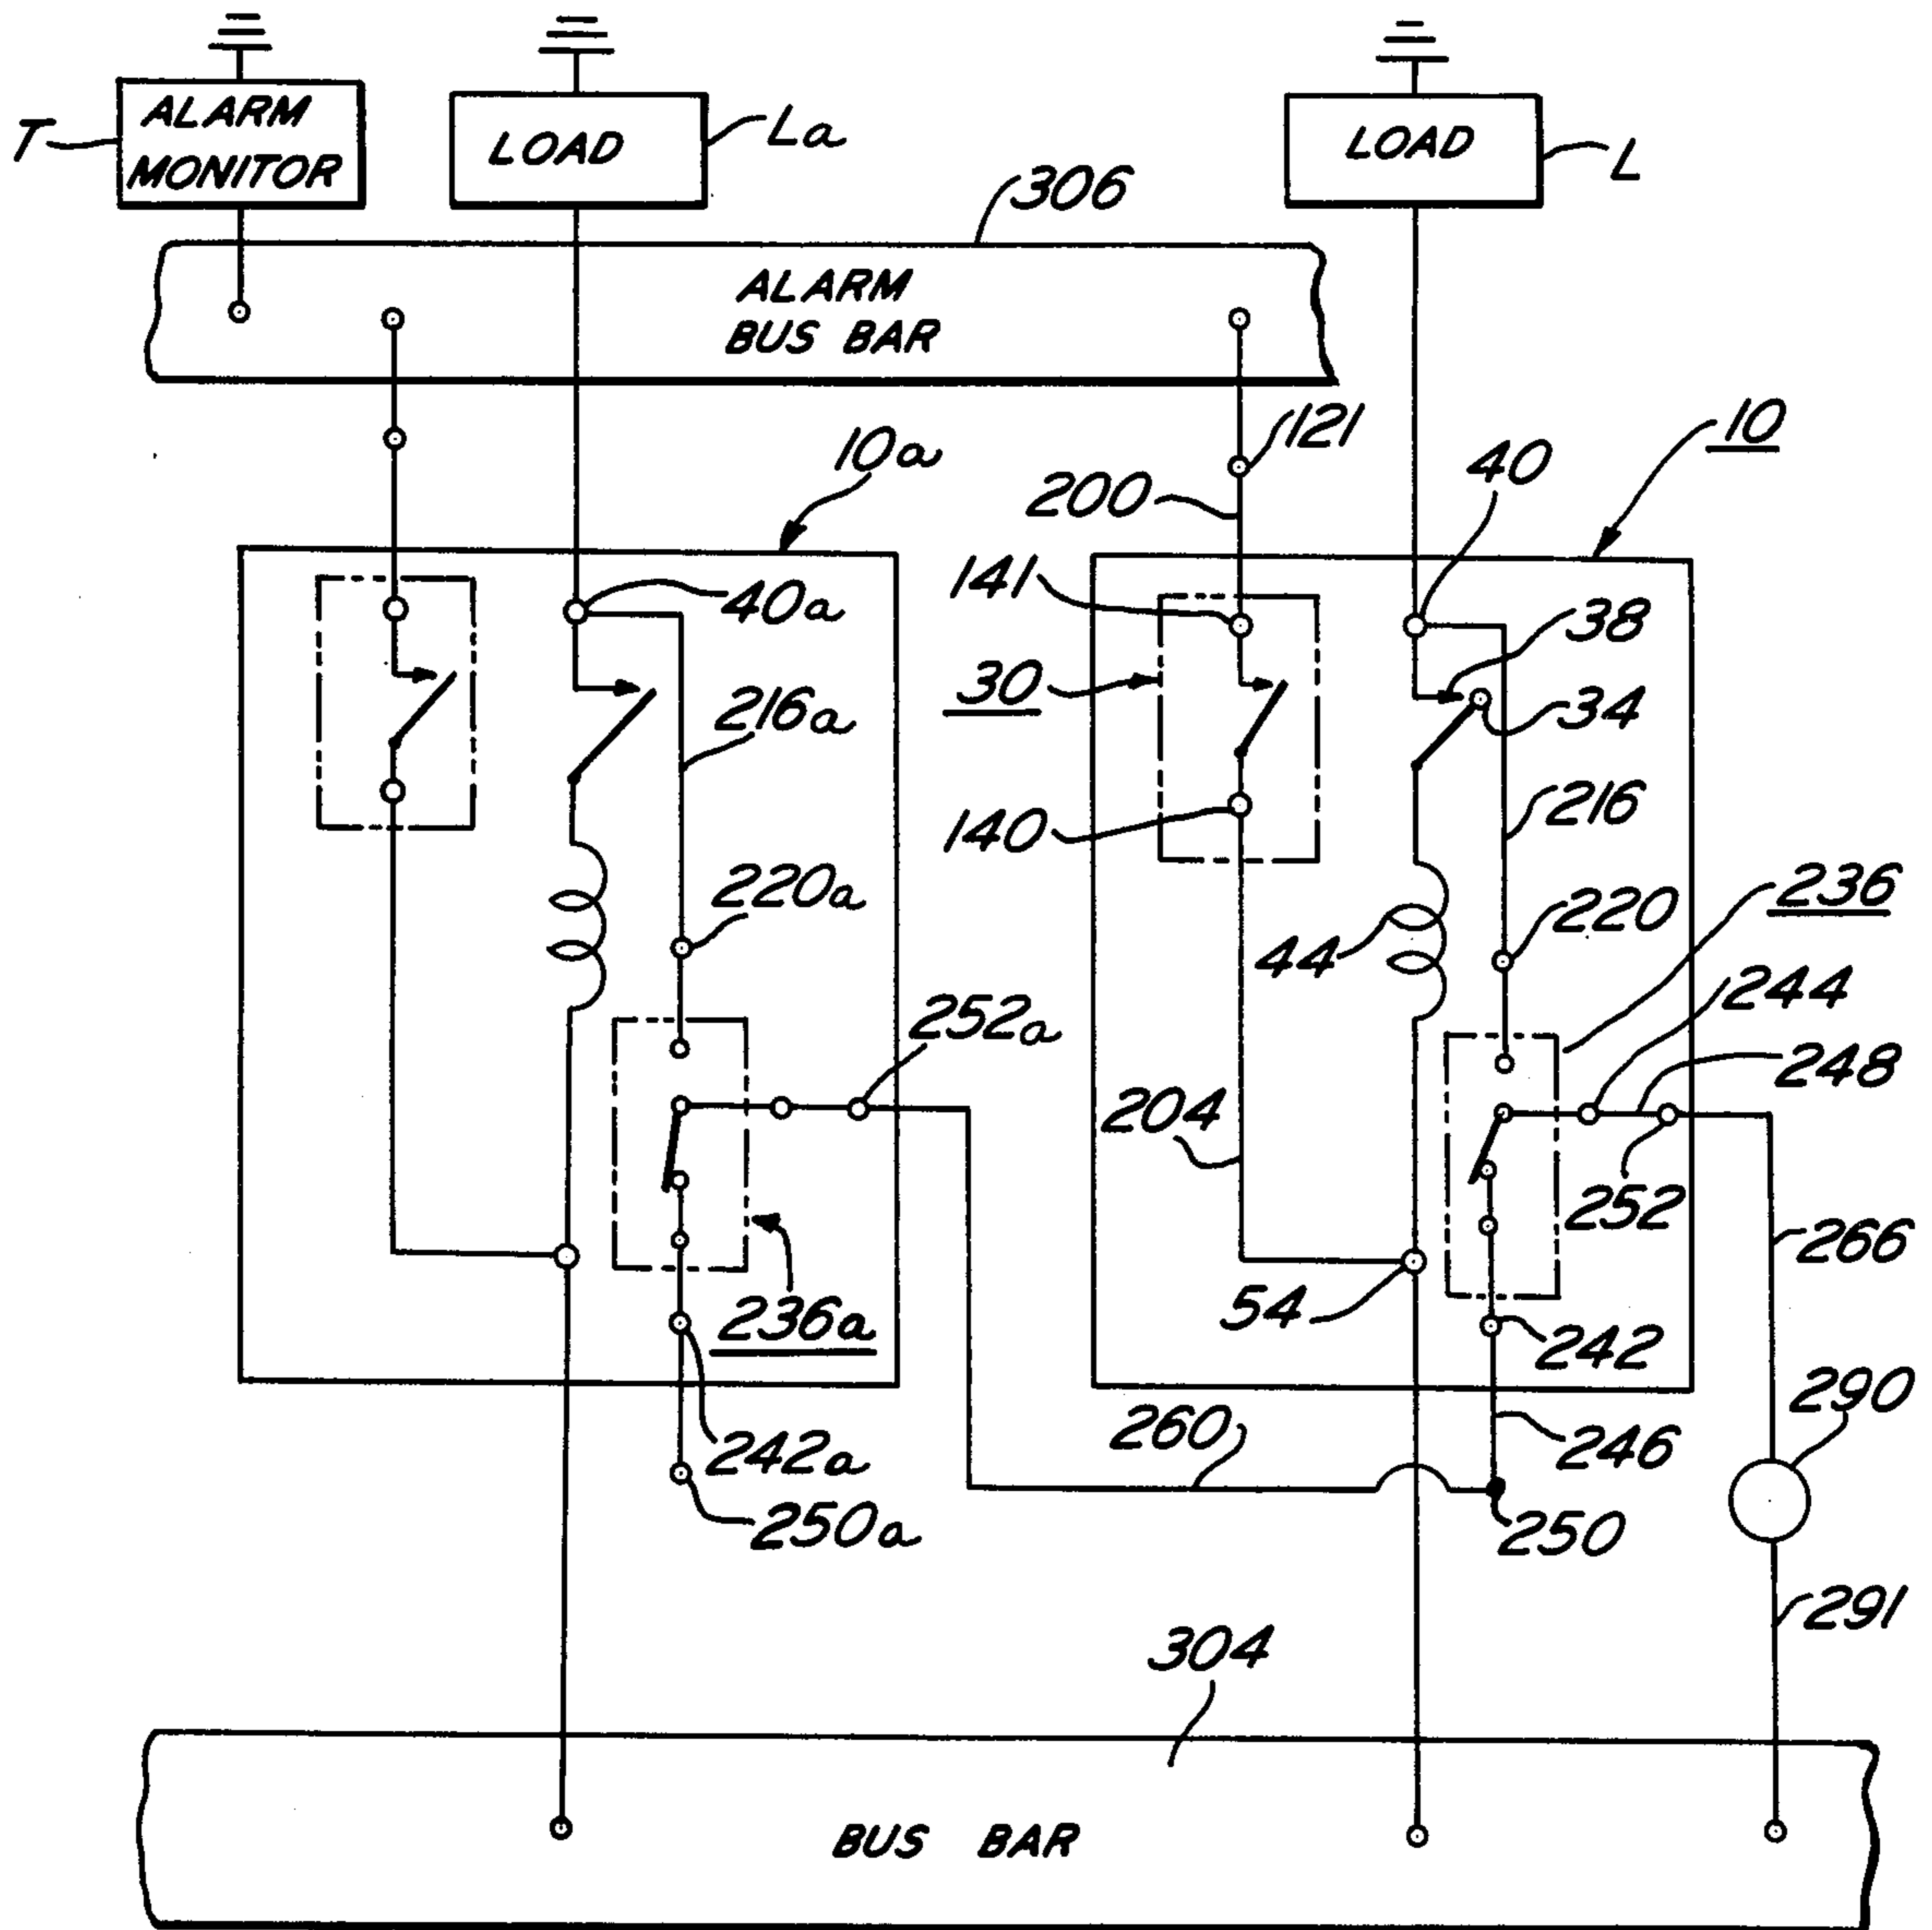 T
ALARM
MONITOR
LOAD
La
LOAD
L
306
ALARM
BUS BAR
10a
121
10
200
40
141
40a
38
30
34
216a
140
216
220a
236
220
44
244
252a
248
204
252
266
236a
54
242
290
260
242a
246
250a
250
291
304
BUS BAR